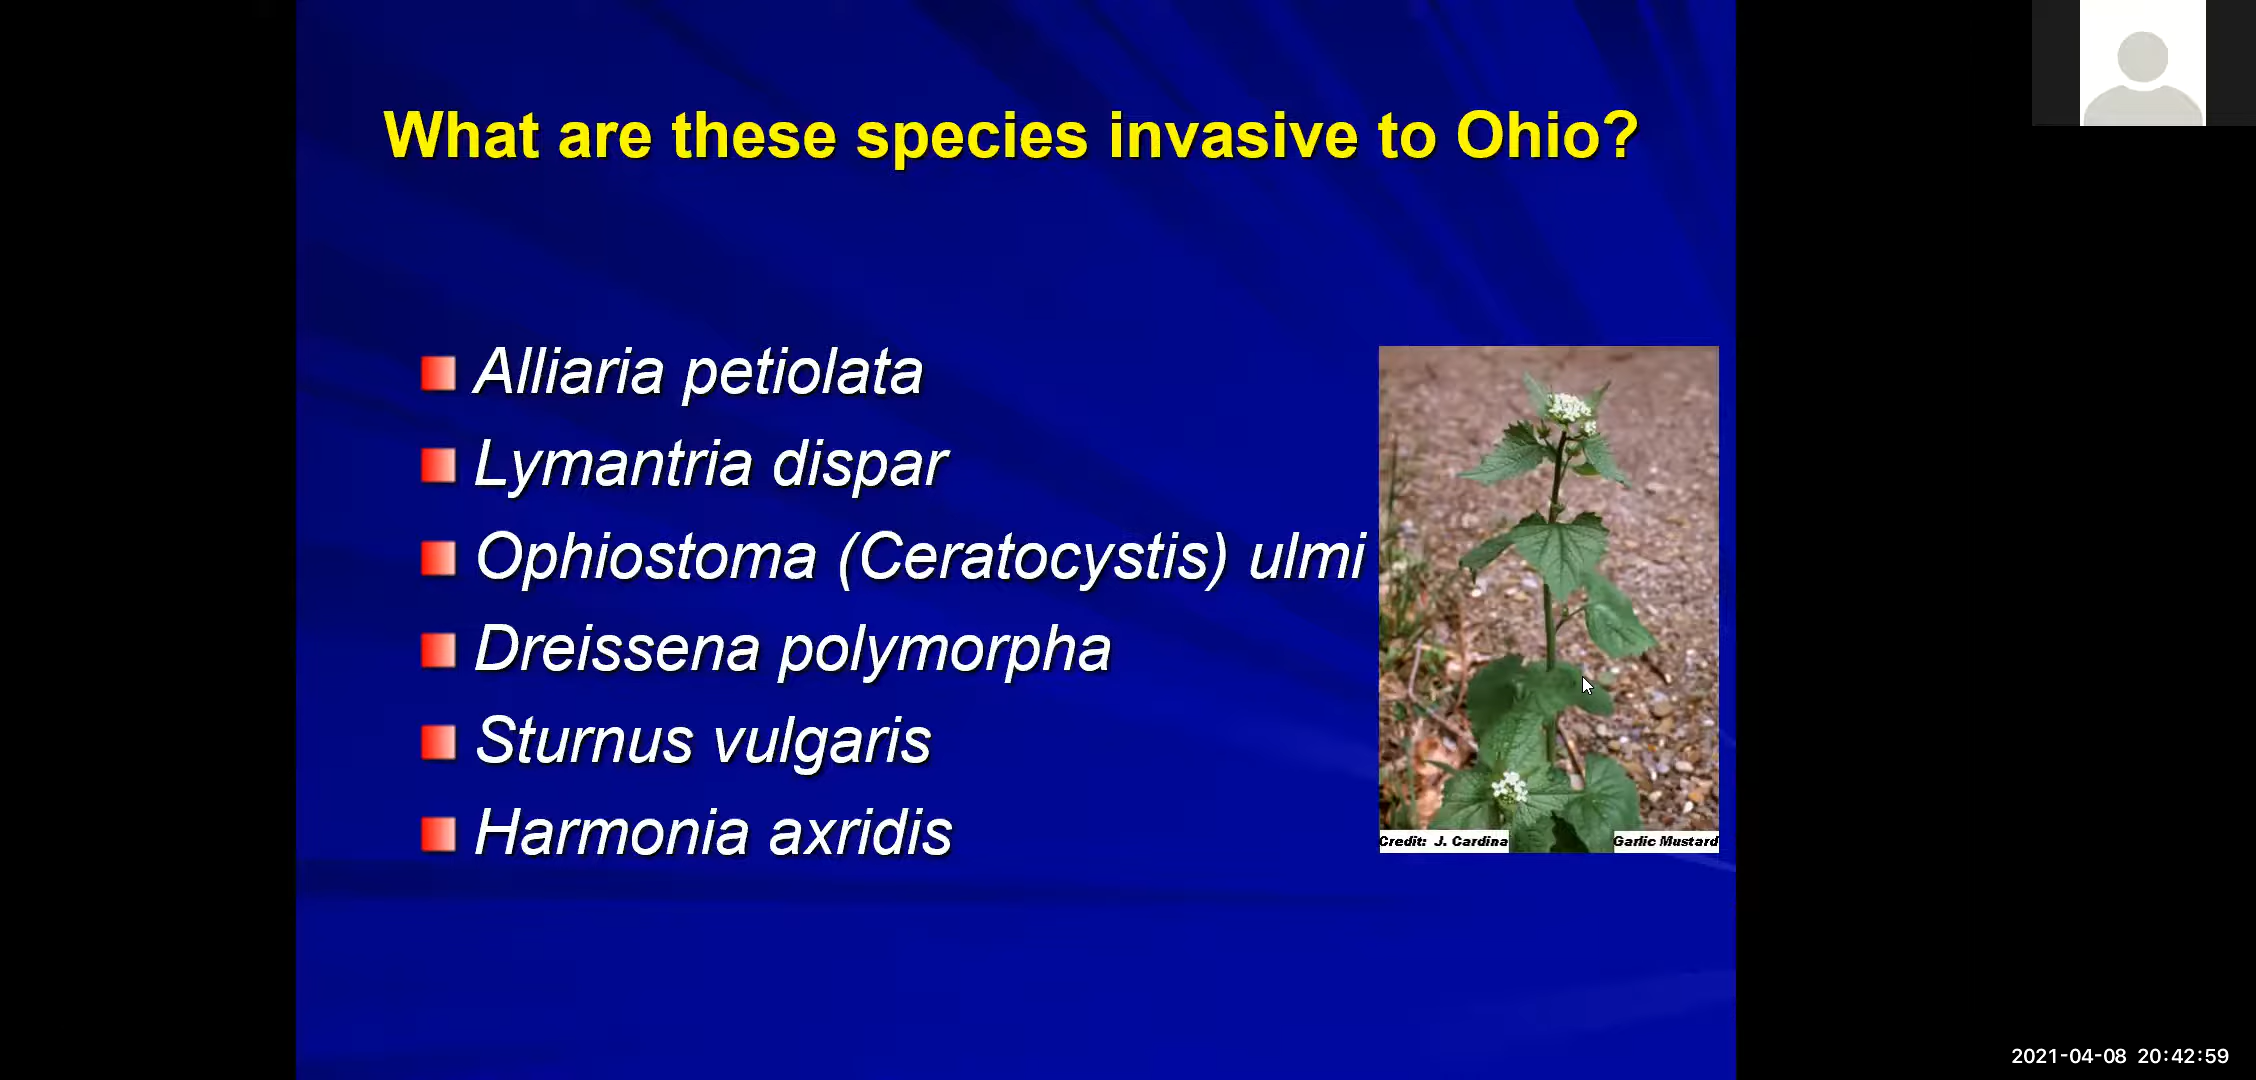 What are these species invasive to Ohio?
Alliaria petiolata
Lymantria dispar
Ophiostoma (Ceratocystis) ulmi
Dreissena polymorpha
Sturnus vulgaris
Harmonia axridis
Credit: J. Cardina
Garlic Mustard
2021-04-08 20:42:59